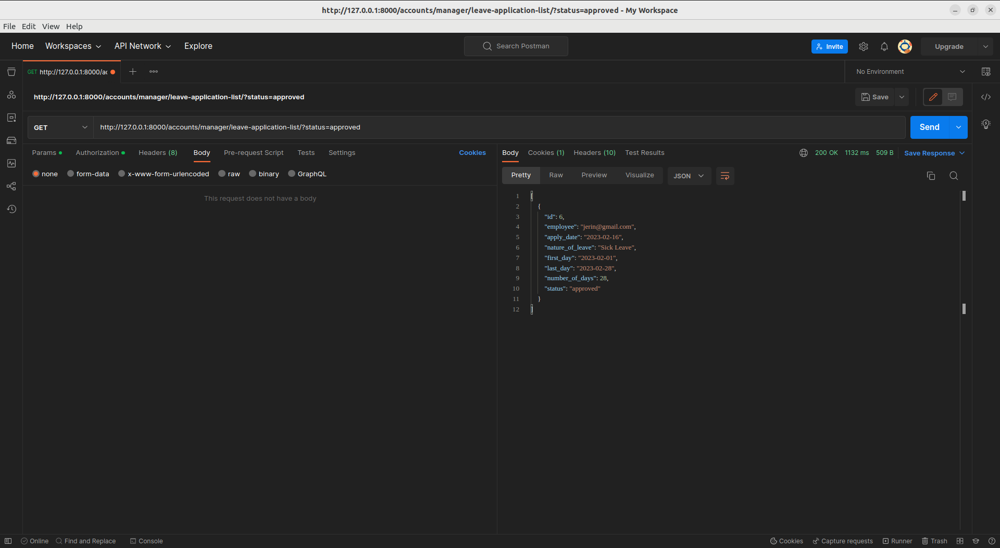 http://127.0.0.1:8000/accounts/manager/leave-application-list/?status=approved - My Workspace
File Edit View Help
Home Workspaces API Network Explore Search Postman Invite Upgrade
GET http://127.0.0.1:8000/ac No Environment
http://127.0.0.1:8000/accounts/manager/leave-application-list/?status=approved Save
GET http://127.0.0.1:8000/accounts/manager/leave-application-list/?status=approved Send
Params Authorization Headers (8) Body Pre-request Script Tests Settings Cookies
none form-data x-www-form-urlencoded raw binary GraphQL
This request does not have a body
Body Cookies (1) Headers (10) Test Results 200 OK 1132 ms 509 B Save Response
Pretty Raw Preview Visualize JSON
1 [
2 {
3 "id": 6,
4 "employee": "jerin@gmail.com",
5 "apply_date": "2023-02-16",
6 "nature_of_leave": "Sick Leave",
7 "first_day": "2023-02-01",
8 "last_day": "2023-02-28",
9 "number_of_days": 28,
10 "status": "approved"
11 }
12 ]
Online Find and Replace Console Cookies Capture requests Runner Trash